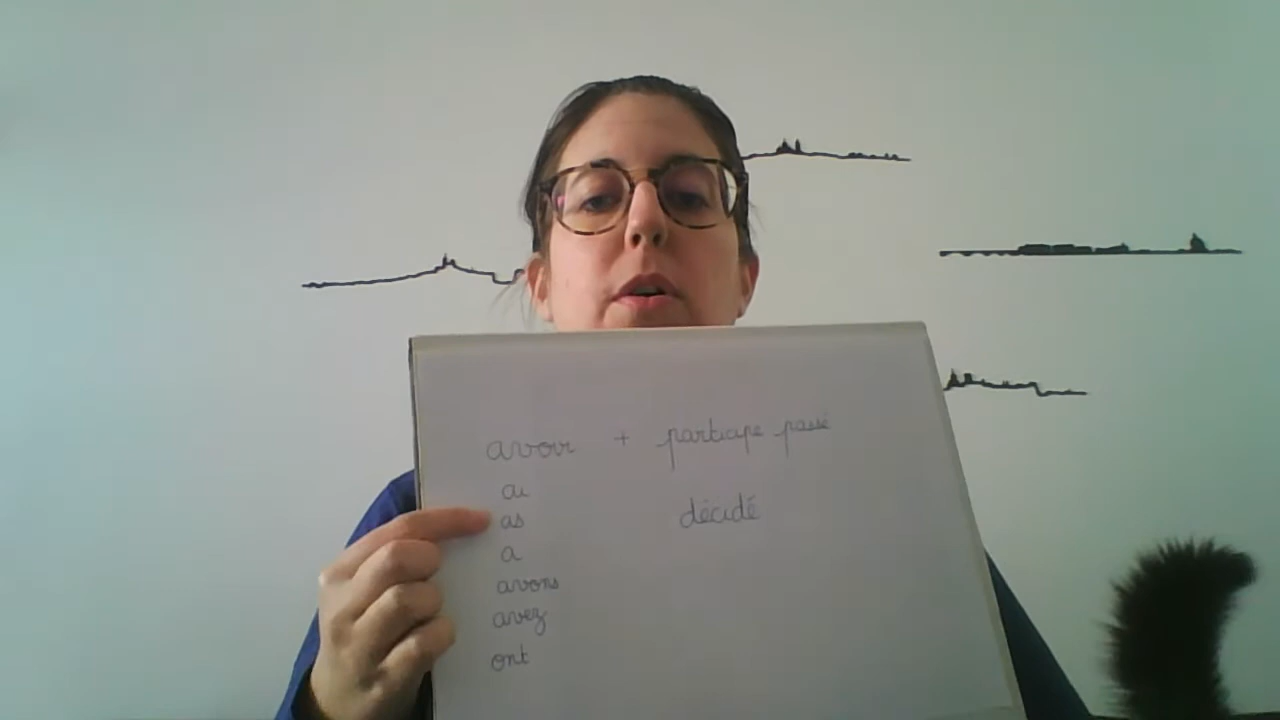 avoir + participe passé
ai
as décidé
a
avons
avez
ont